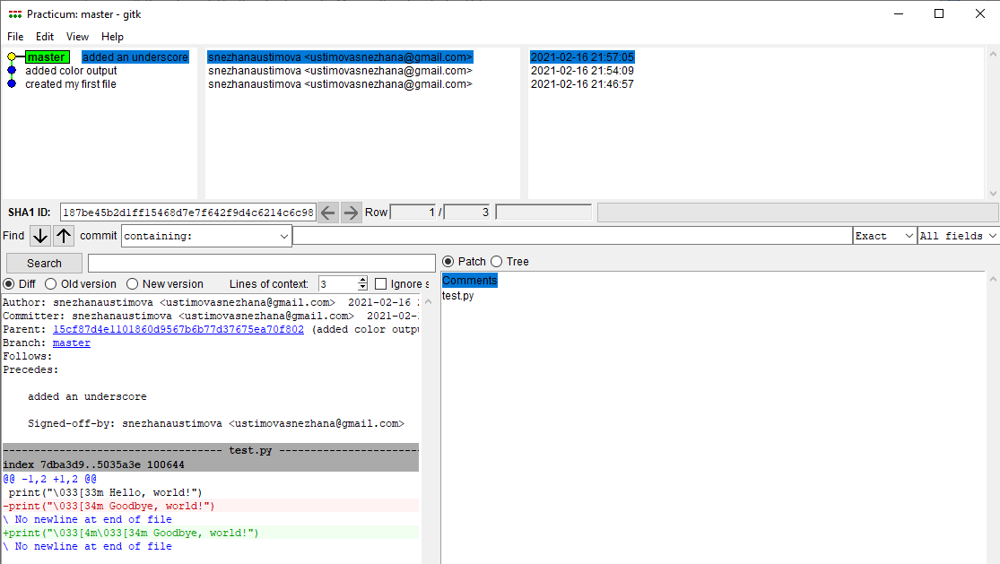 Practicum: master - gitk
File Edit View Help
master added an underscore snezhanaustimova <ustimovasnezhana@gmail.com> 2021-02-16 21:57:05
added color output snezhanaustimova <ustimovasnezhana@gmail.com> 2021-02-16 21:54:09
created my first file snezhanaustimova <ustimovasnezhana@gmail.com> 2021-02-16 21:46:57
SHA1 ID: 187be45b2d1ff15468d7e7f642f9d4c6214c6c98 Row 1 / 3
Find commit containing: Exact All fields
Search
Patch Tree
Diff Old version New version Lines of context: 3 Ignore s
Comments
test.py
Author: snezhanaustimova <ustimovasnezhana@gmail.com> 2021-02-16
Committer: snezhanaustimova <ustimovasnezhana@gmail.com> 2021-02-
Parent: 15cf87d4e1101860d9567b6b77d37675ea70f802 (added color outpu
Branch: master
Follows:
Precedes:
added an underscore
Signed-off-by: snezhanaustimova <ustimovasnezhana@gmail.com>
----------------------------------- test.py ----------------------
index 7dba3d9..5035a3e 100644
@@ -1,2 +1,2 @@
print("\033[33m Hello, world!")
-print("\033[34m Goodbye, world!")
\ No newline at end of file
+print("\033[4m\033[34m Goodbye, world!")
\ No newline at end of file